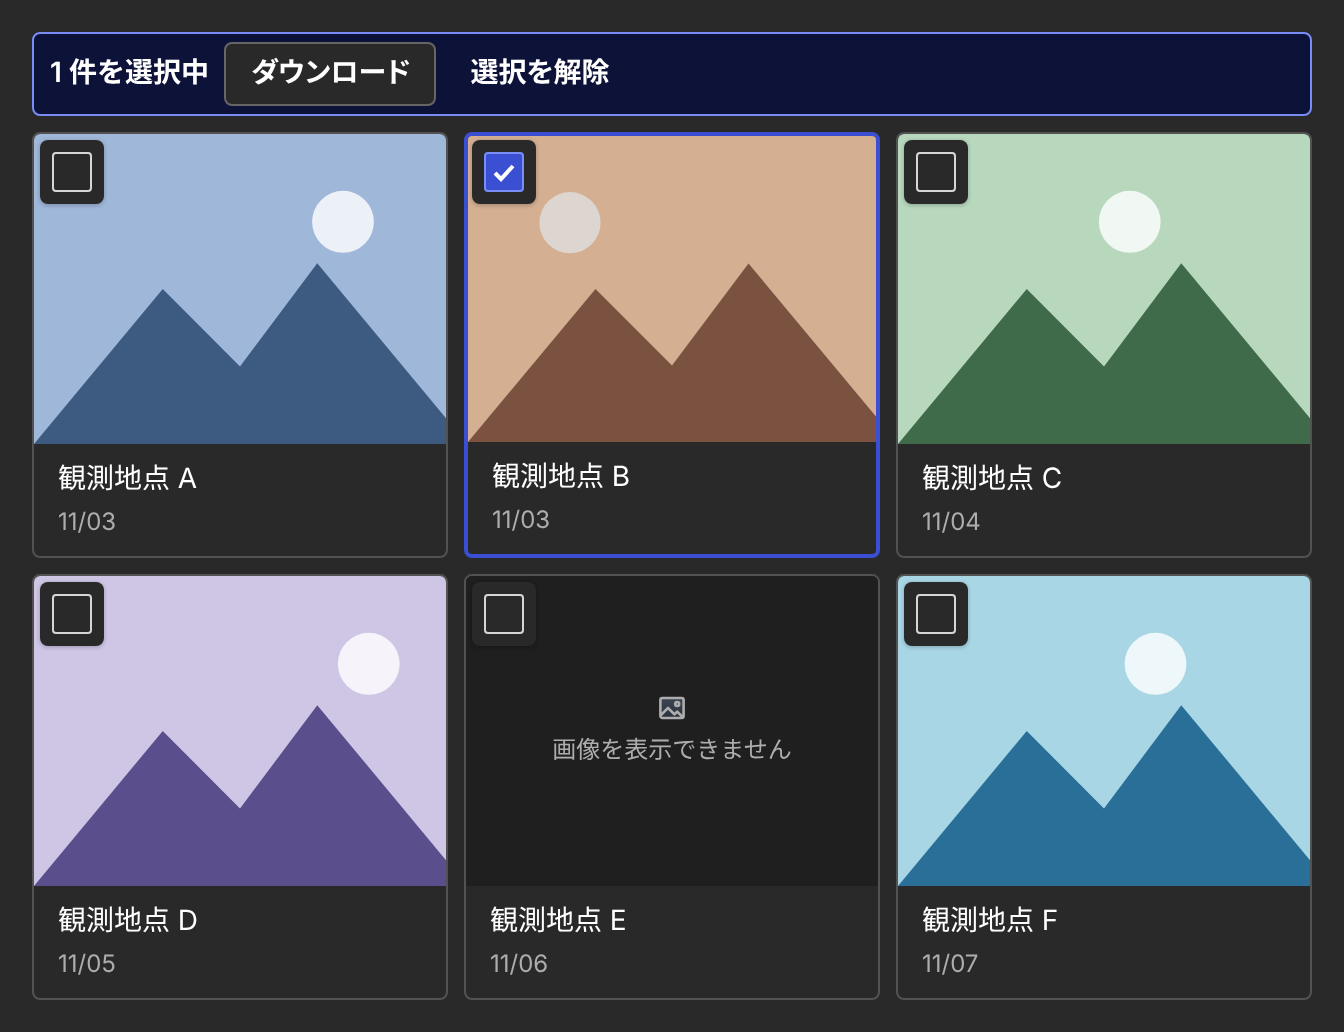 1 件を選択中 ダウンロード 選択を解除
観測地点 A
11/03
観測地点 B
11/03
観測地点 C
11/04
観測地点 D
11/05
画像を表示できません
観測地点 E
11/06
観測地点 F
11/07